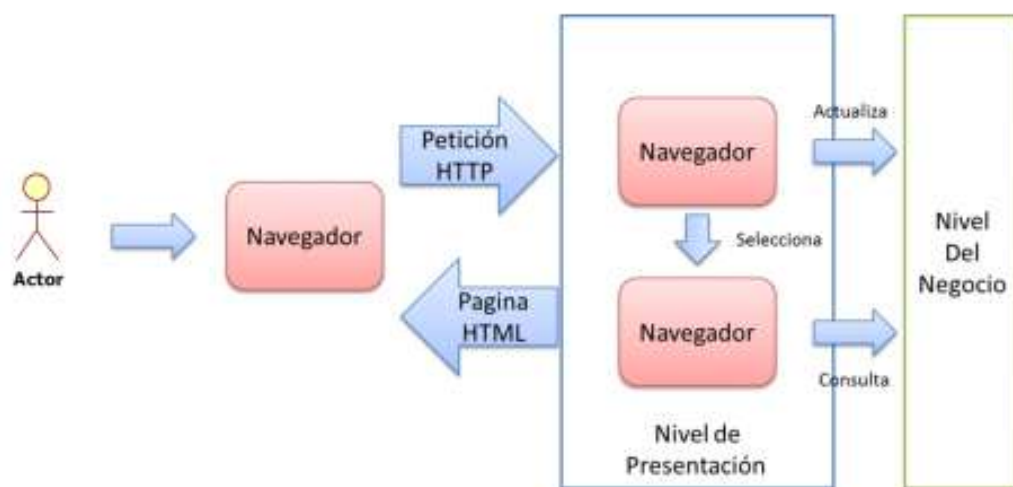 Actor
Navegador
Petición
HTTP
Pagina
HTML
Navegador
Selecciona
Navegador
Nivel de
Presentación
Actualiza
Consulta
Nivel
Del
Negocio